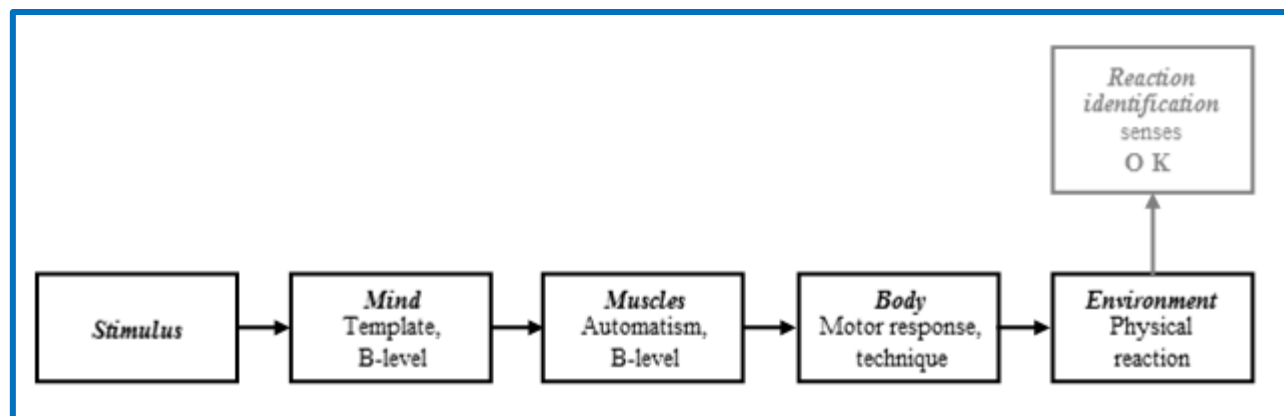 Reaction
identification
senses
O K
Stimulus
Mind
Template,
B-level
Muscles
Automatism,
B-level
Body
Motor response,
technique
Environment
Physical
reaction